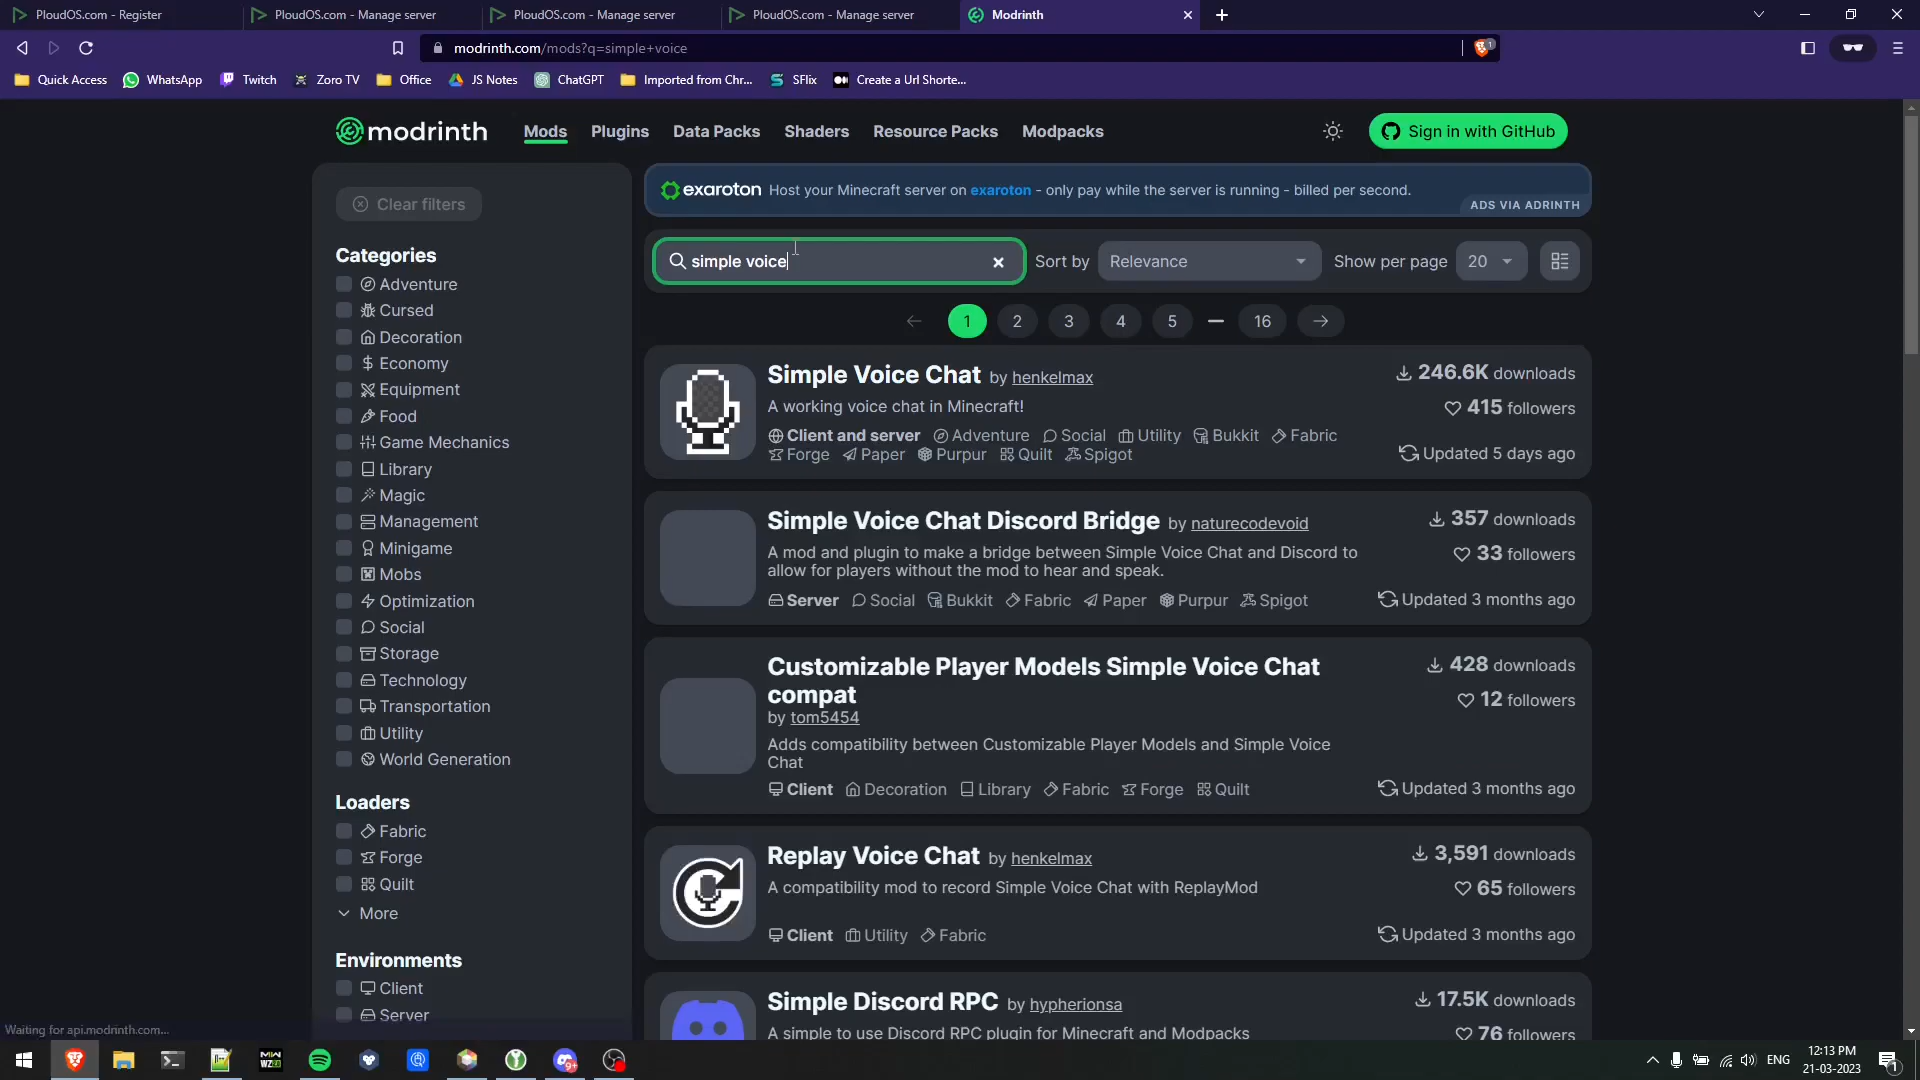 PloudOS.com - Register
PloudOS.com - Manage server
PloudOS.com - Manage server
PloudOS.com - Manage server
Modrinth
modrinth.com/mods?q=simple+voice
1
Quick Access
WhatsApp
Twitch
Zoro TV
Office
JS Notes
ChatGPT
Imported from Chr...
SFlix
Create a Url Shorte...
modrinth
Mods
Plugins
Data Packs
Shaders
Resource Packs
Modpacks
Sign in with GitHub
Clear filters
Categories
Adventure
Cursed
Decoration
Economy
Equipment
Food
Game Mechanics
Library
Magic
Management
Minigame
Mobs
Optimization
Social
Storage
Technology
Transportation
Utility
World Generation
Loaders
Fabric
Forge
Quilt
More
Environments
Client
Server
exaroton Host your Minecraft server on exaroton - only pay while the server is running - billed per second.
ADS VIA ADRINTH
simple voice
Sort by Relevance
Show per page 20
1 2 3 4 5 16
Simple Voice Chat by henkelmax
A working voice chat in Minecraft!
Client and server Adventure Social Utility Bukkit Fabric
Forge Paper Purpur Quilt Spigot
246.6K downloads
415 followers
Updated 5 days ago
Simple Voice Chat Discord Bridge by naturecodevoid
A mod and plugin to make a bridge between Simple Voice Chat and Discord to
allow for players without the mod to hear and speak.
Server Social Bukkit Fabric Paper Purpur Spigot
357 downloads
33 followers
Updated 3 months ago
Customizable Player Models Simple Voice Chat
compat
by tom5454
Adds compatibility between Customizable Player Models and Simple Voice
Chat
Client Decoration Library Fabric Forge Quilt
428 downloads
12 followers
Updated 3 months ago
Replay Voice Chat by henkelmax
A compatibility mod to record Simple Voice Chat with ReplayMod
Client Utility Fabric
3,591 downloads
65 followers
Updated 3 months ago
Simple Discord RPC by hypherionsa
A simple to use Discord RPC plugin for Minecraft and Modpacks
17.5K downloads
76 followers
Waiting for api.modrinth.com...
MW
WZ
9+
ENG
12:13 PM
21-03-2023
1